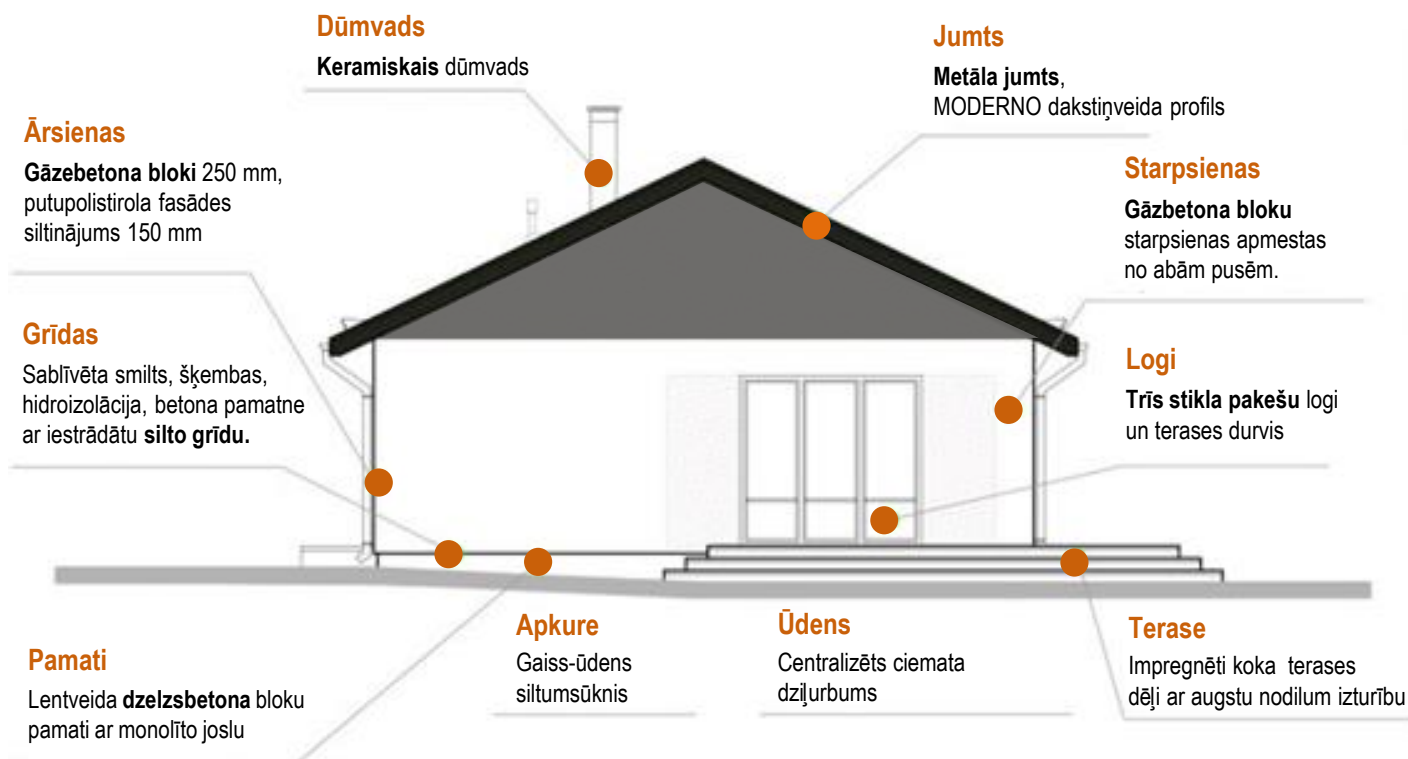 Dūmvads
Keramiskais dūmvads
Jumts
Metāla jumts,
MODERNO dakstiņveida profils
Ārsienas
Gāzebetona bloki 250 mm,
putupolistirola fasādes
siltinājums 150 mm
Starpsienas
Gāzbetona bloku
starpsienas apmestas
no abām pusēm.
Grīdas
Sablīvēta smilts, šķembas,
hidroizolācija, betona pamatne
ar iestrādātu silto grīdu.
Logi
Trīs stikla pakešu logi
un terases durvis
Pamati
Lentveida dzelzsbetona bloku
pamati ar monolīto joslu
Apkure
Gaiss-ūdens
siltumsūknis
Ūdens
Centralizēts ciemata
dziļurbums
Terase
Impregnēti koka terases
dēļi ar augstu nodilum izturību